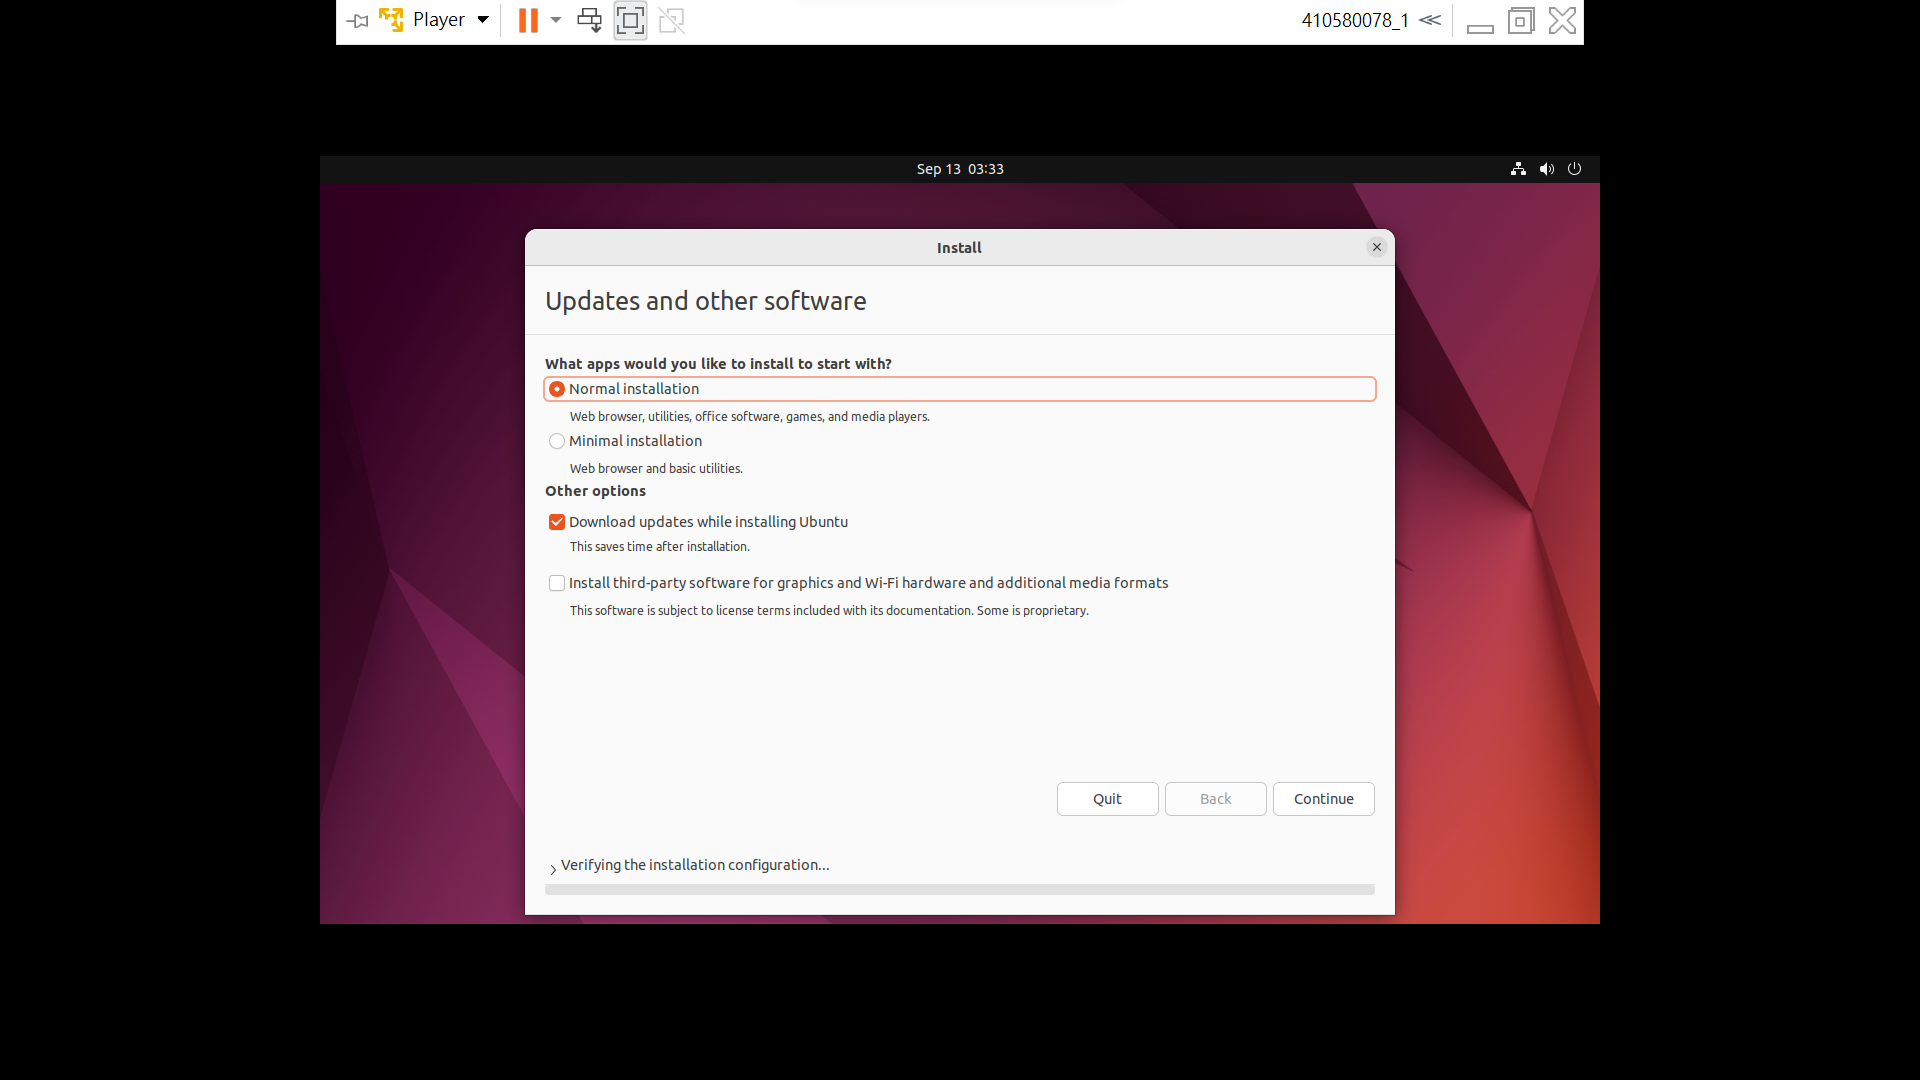 Player
410580078_1
Sep 13 03:33
Install
Updates and other software
What apps would you like to install to start with?
Normal installation
Web browser, utilities, office software, games, and media players.
Minimal installation
Web browser and basic utilities.
Other options
Download updates while installing Ubuntu
This saves time after installation.
Install third-party software for graphics and Wi-Fi hardware and additional media formats
This software is subject to license terms included with its documentation. Some is proprietary.
Quit
Back
Continue
Verifying the installation configuration...